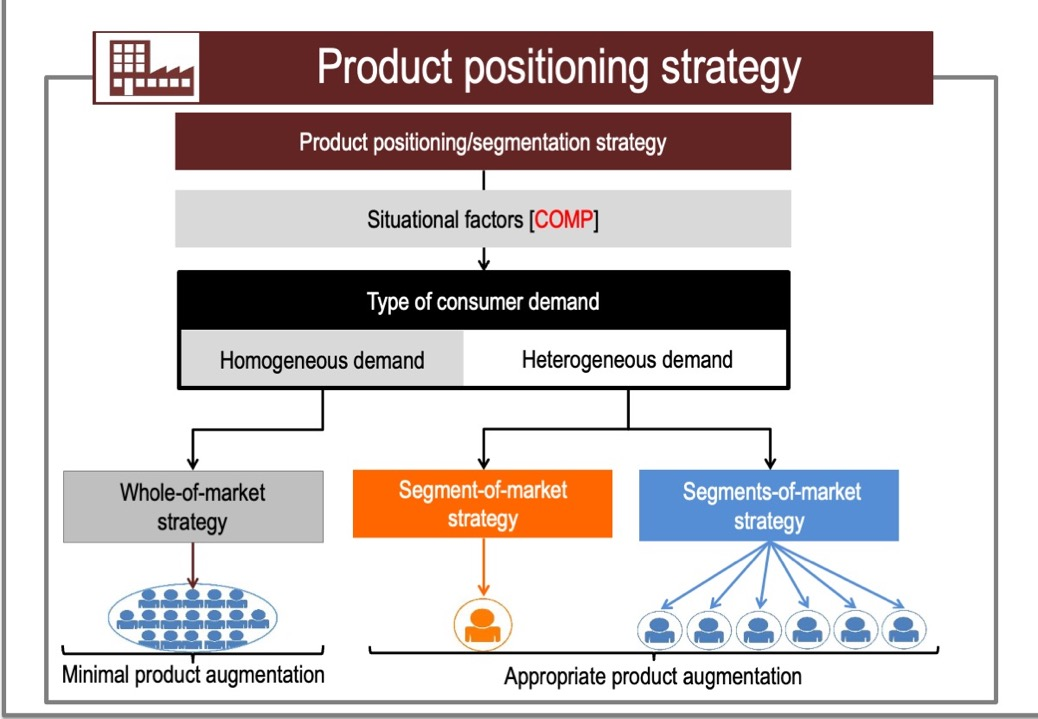 Product positioning strategy
Product positioning/segmentation strategy
Situational factors [COMP]
Type of consumer demand
Homogeneous demand
Heterogeneous demand
Whole-of-market
strategy
Segment-of-market
strategy
Segments-of-market
strategy
Minimal product augmentation
Appropriate product augmentation